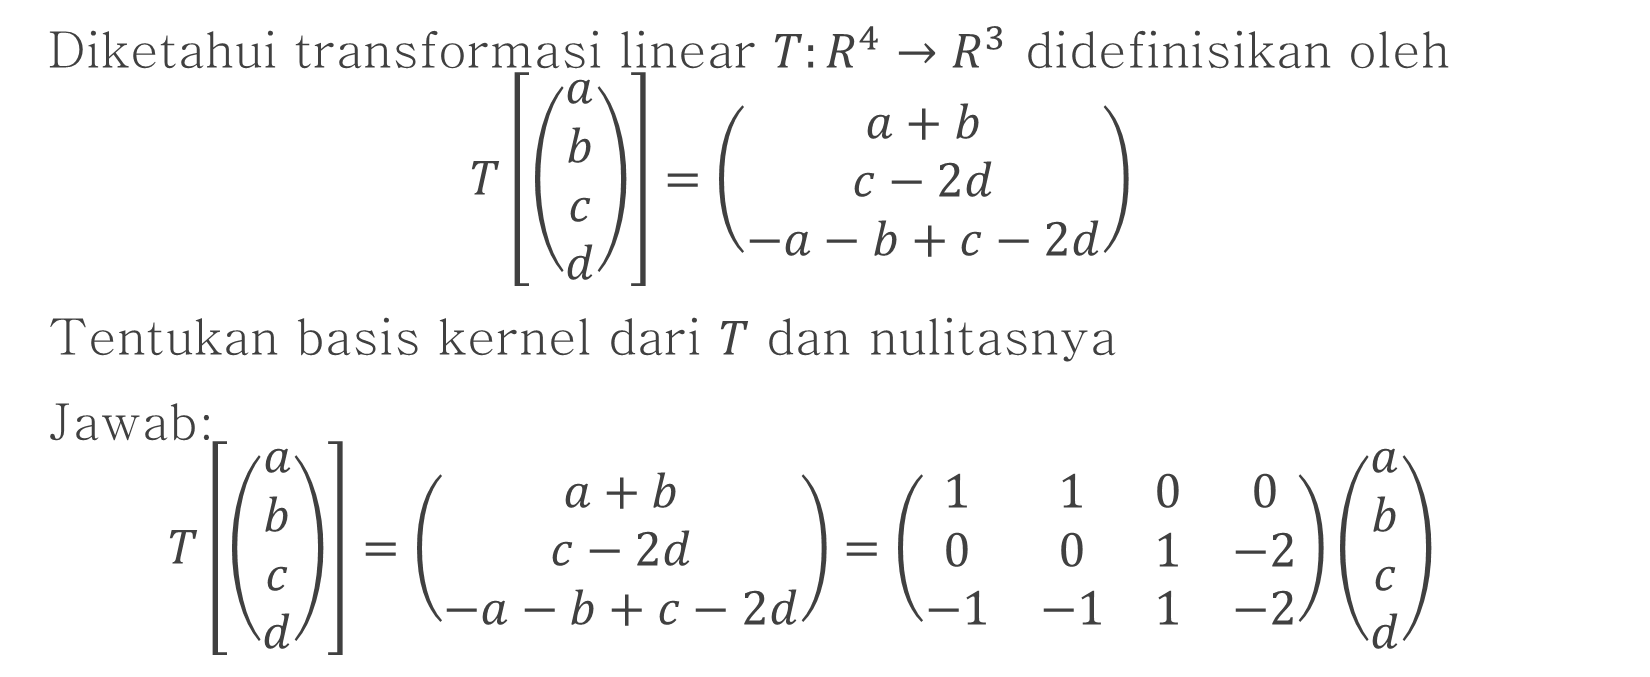 Diketahui transformasi linear T: R⁴ → R³ didefinisikan oleh
T[(a b c d)] = (a + b c − 2d −a − b + c − 2d)
Tentukan basis kernel dari T dan nulitasnya
Jawab:
T[(a b c d)] = (a + b c − 2d −a − b + c − 2d) = (1 1 0 0 0 0 1 −2 −1 −1 1 −2)(a b c d)